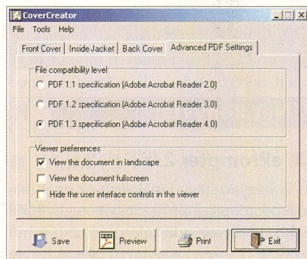 CoverCreator
File Tools Help
Front Cover Inside Jacket Back Cover Advanced PDF Settings
File compatibility level
PDF 1.1 specification (Adobe Acrobat Reader 2.0)
PDF 1.2 specification (Adobe Acrobat Reader 3.0)
PDF 1.3 specification (Adobe Acrobat Reader 4.0)
Viewer preferences
View the document in landscape
View the document fullscreen
Hide the user interface controls in the viewer
Save Preview Print Exit